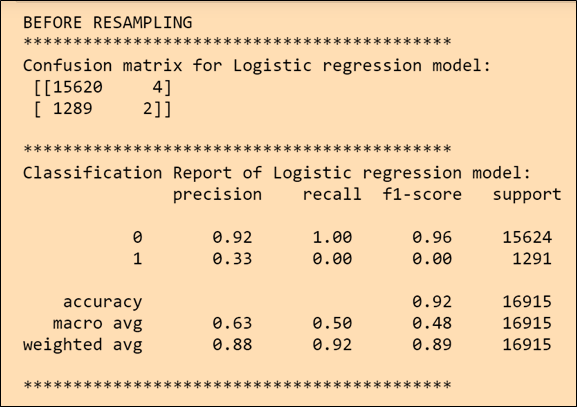 BEFORE RESAMPLING
*******************************************
Confusion matrix for Logistic regression model:
[[15620 4]
[ 1289 2]]
*******************************************
Classification Report of Logistic regression model:
precision recall f1-score support
0 0.92 1.00 0.96 15624
1 0.33 0.00 0.00 1291
accuracy 0.92 16915
macro avg 0.63 0.50 0.48 16915
weighted avg 0.88 0.92 0.89 16915
*******************************************